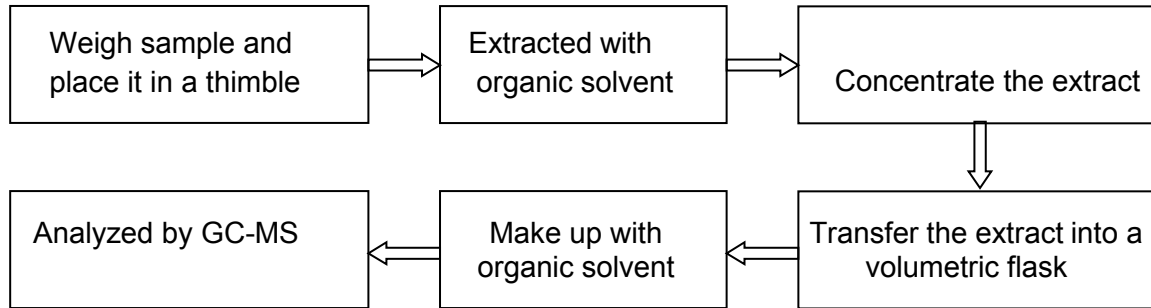 Weigh sample and
place it in a thimble
Extracted with
organic solvent
Concentrate the extract
Transfer the extract into a
volumetric flask
Make up with
organic solvent
Analyzed by GC-MS